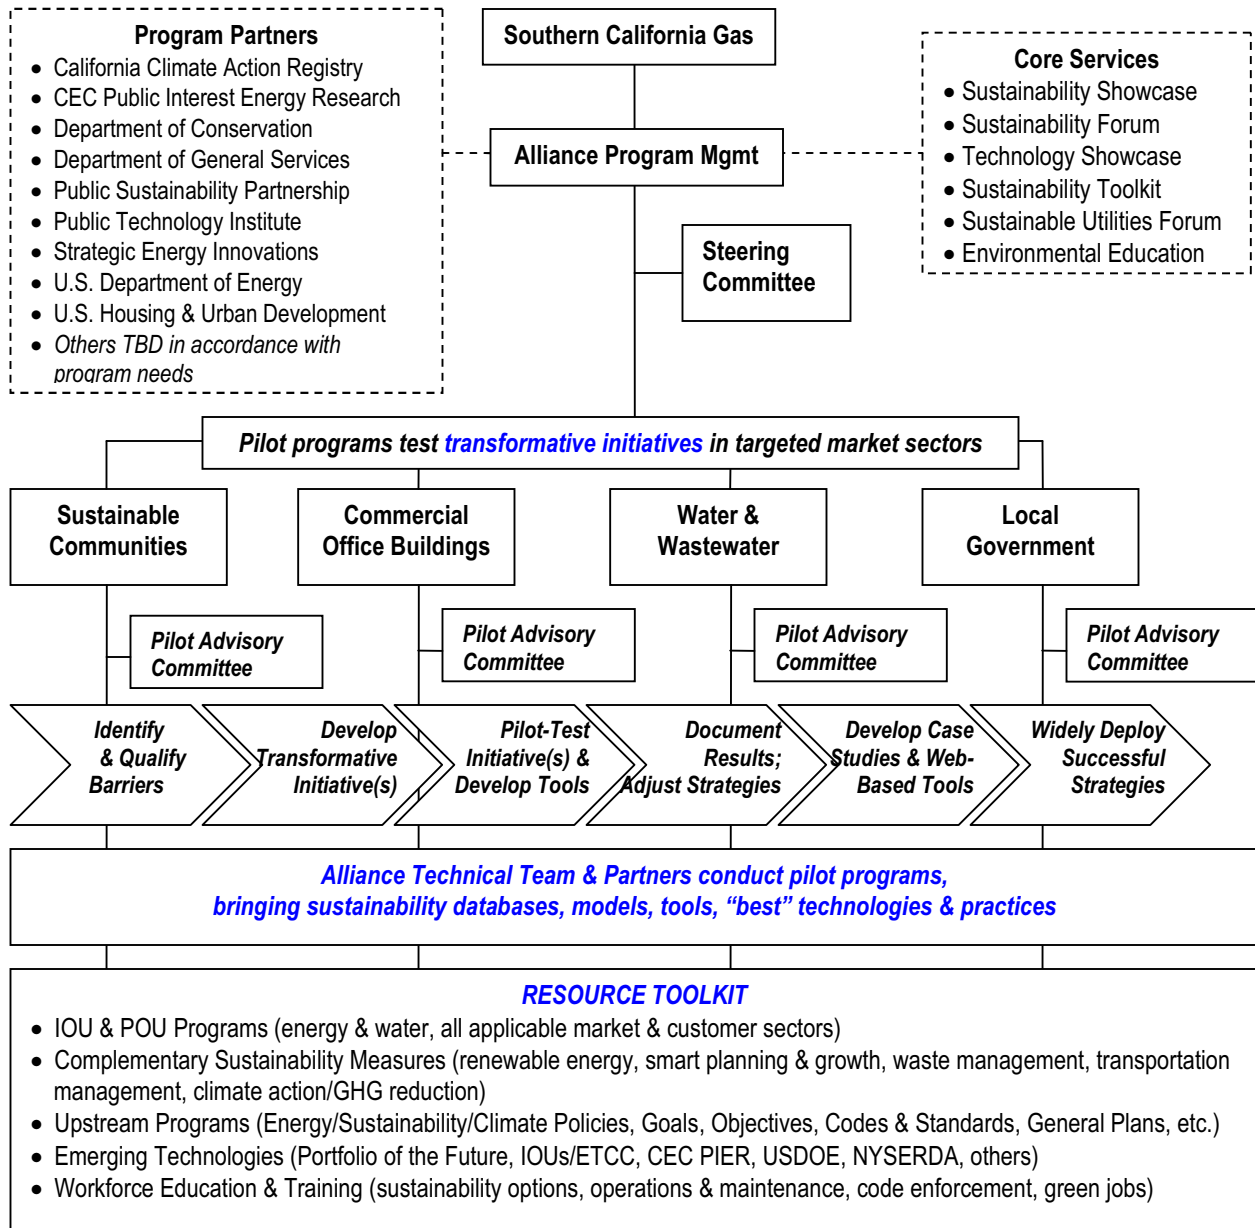 Program Partners
• California Climate Action Registry
• CEC Public Interest Energy Research
• Department of Conservation
• Department of General Services
• Public Sustainability Partnership
• Public Technology Institute
• Strategic Energy Innovations
• U.S. Department of Energy
• U.S. Housing & Urban Development
• Others TBD in accordance with
program needs
Southern California Gas
Alliance Program Mgmt
Steering
Committee
Core Services
• Sustainability Showcase
• Sustainability Forum
• Technology Showcase
• Sustainability Toolkit
• Sustainable Utilities Forum
• Environmental Education
Pilot programs test transformative initiatives in targeted market sectors
Sustainable
Communities
Commercial
Office Buildings
Water &
Wastewater
Local
Government
Pilot Advisory
Committee
Pilot Advisory
Committee
Pilot Advisory
Committee
Pilot Advisory
Committee
Identify
& Qualify
Barriers
Develop
Transformative
Initiative(s)
Pilot-Test
Initiative(s) &
Develop Tools
Document
Results;
Adjust Strategies
Develop Case
Studies & Web-
Based Tools
Widely Deploy
Successful
Strategies
Alliance Technical Team & Partners conduct pilot programs,
bringing sustainability databases, models, tools, “best” technologies & practices
RESOURCE TOOLKIT
• IOU & POU Programs (energy & water, all applicable market & customer sectors)
• Complementary Sustainability Measures (renewable energy, smart planning & growth, waste management, transportation
management, climate action/GHG reduction)
• Upstream Programs (Energy/Sustainability/Climate Policies, Goals, Objectives, Codes & Standards, General Plans, etc.)
• Emerging Technologies (Portfolio of the Future, IOUs/ETCC, CEC PIER, USDOE, NYSERDA, others)
• Workforce Education & Training (sustainability options, operations & maintenance, code enforcement, green jobs)